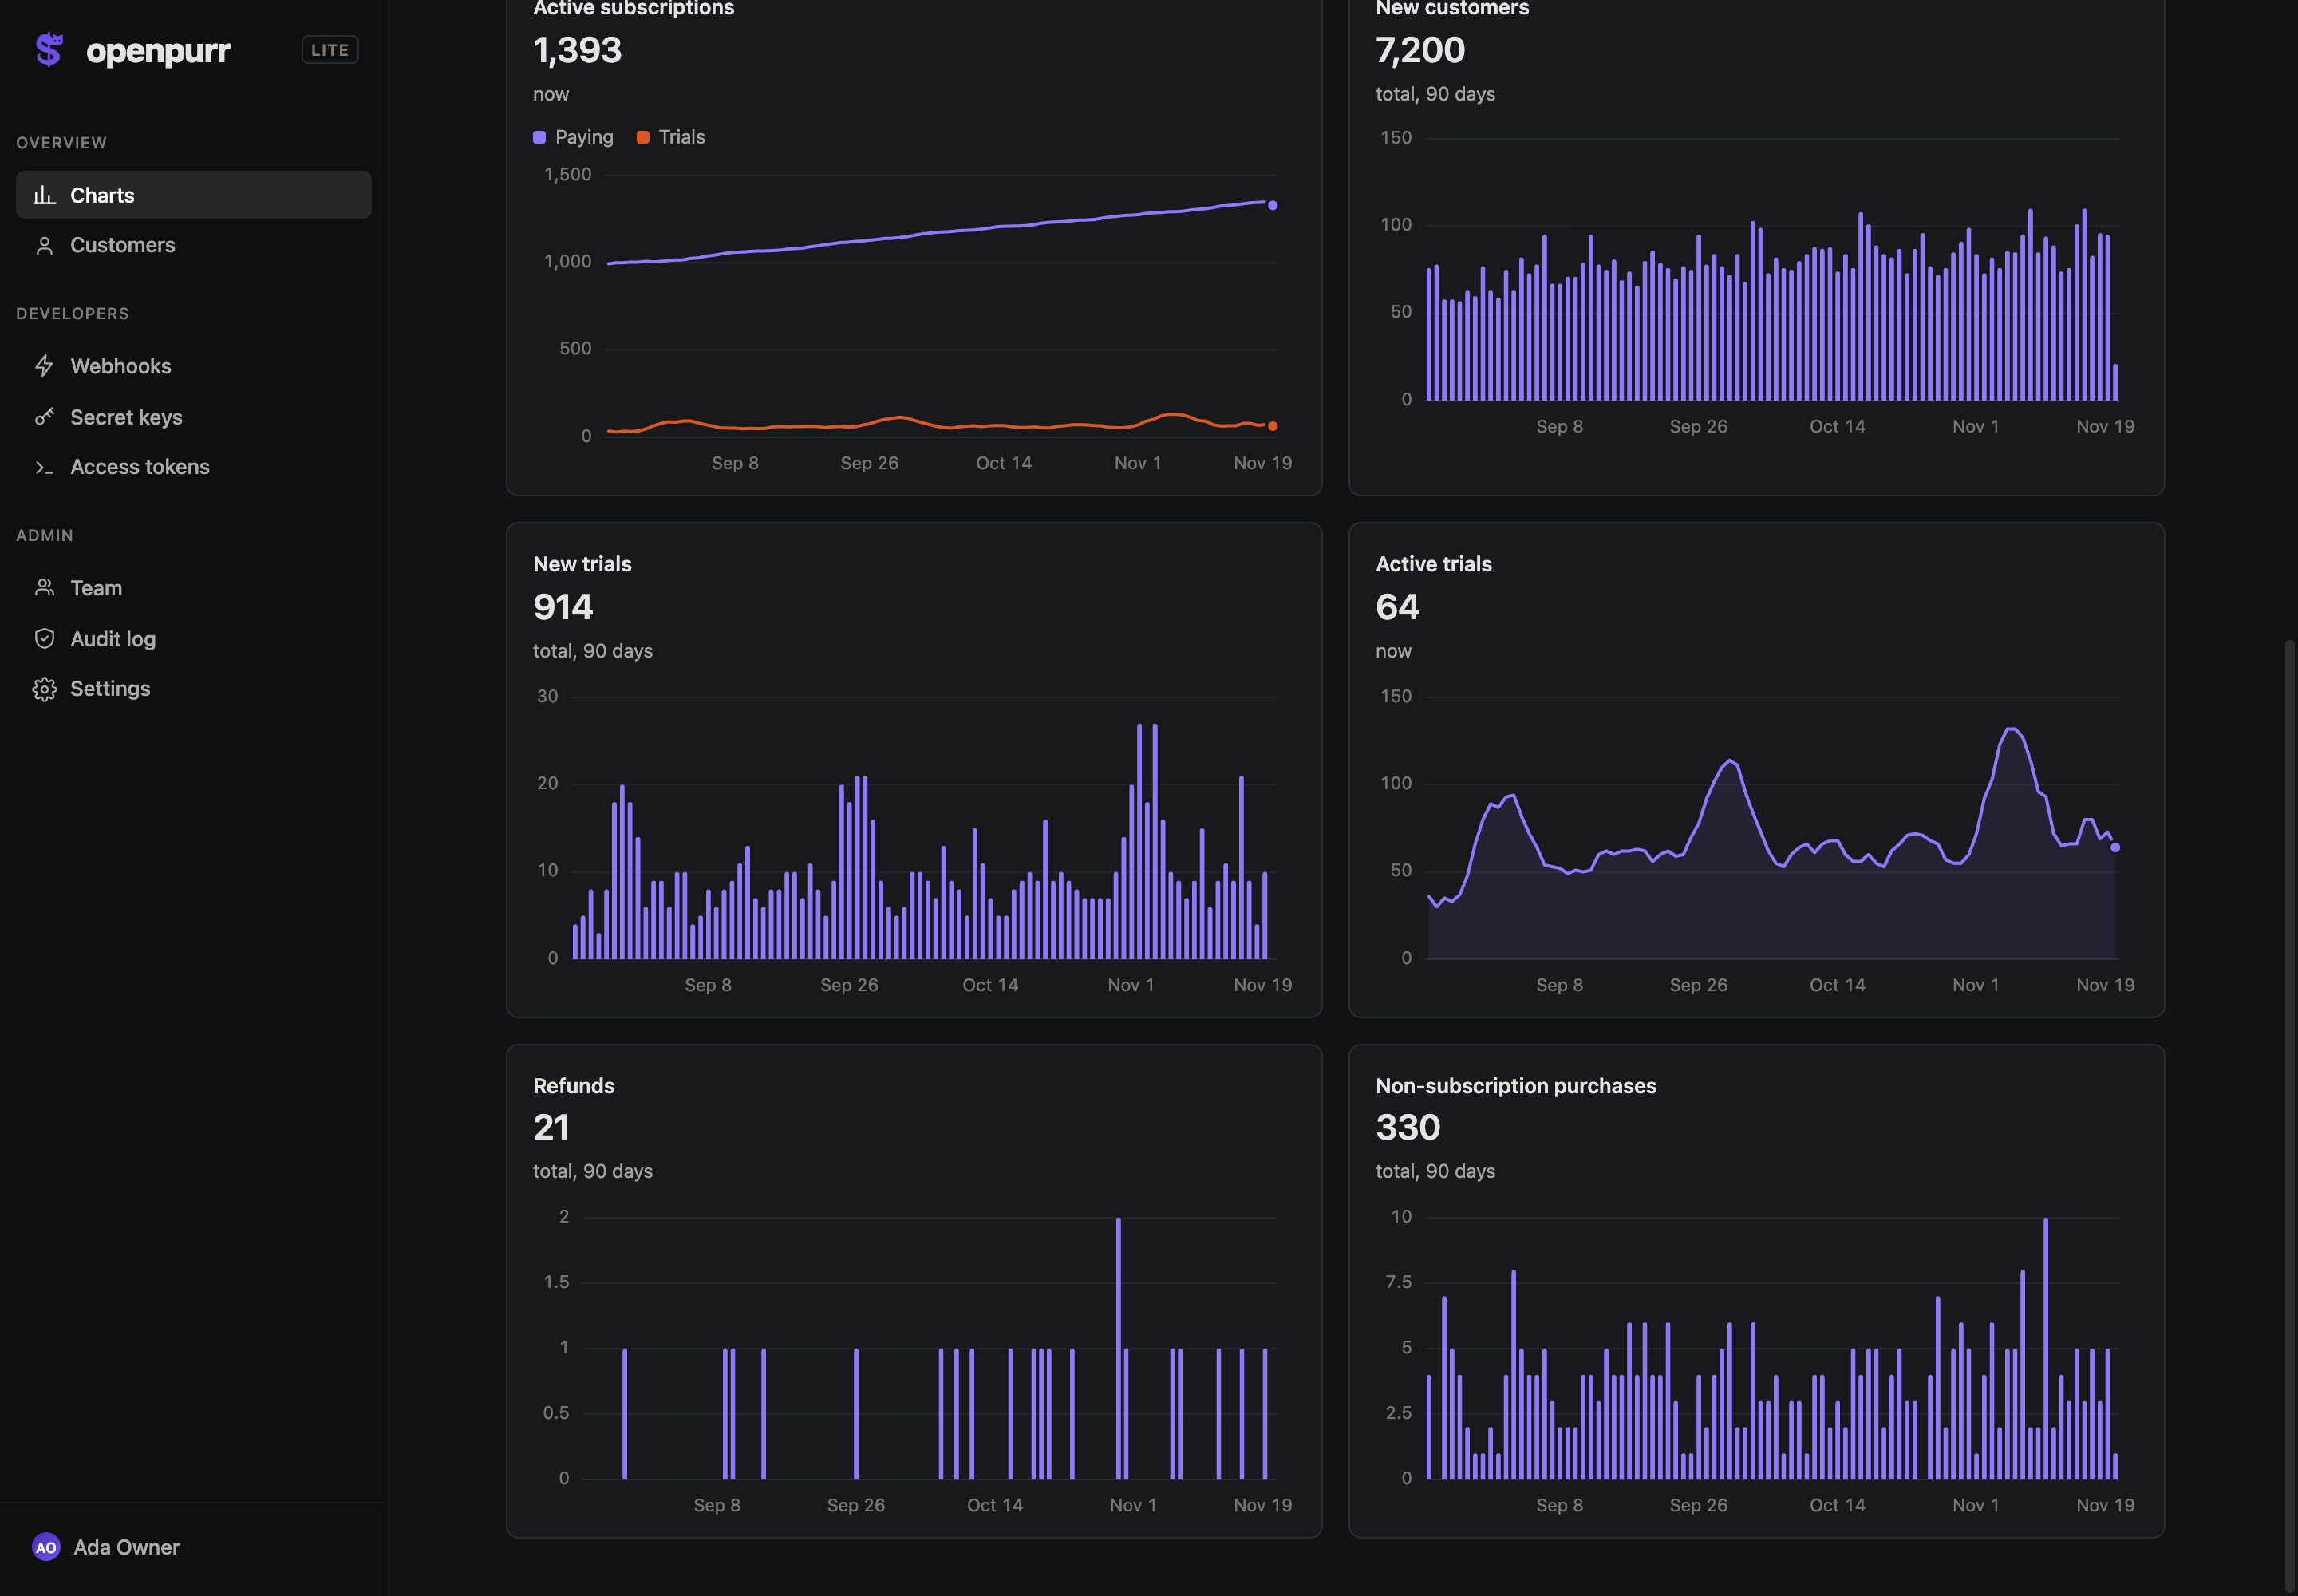 openpurr
LITE
OVERVIEW
Charts
Customers
DEVELOPERS
Webhooks
Secret keys
Access tokens
ADMIN
Team
Audit log
Settings
AO
Ada Owner
Active subscriptions
1,393
now
Paying
Trials
1,500
1,000
500
0
Sep 8
Sep 26
Oct 14
Nov 1
Nov 19
New customers
7,200
total, 90 days
150
100
50
0
Sep 8
Sep 26
Oct 14
Nov 1
Nov 19
New trials
914
total, 90 days
30
20
10
0
Sep 8
Sep 26
Oct 14
Nov 1
Nov 19
Active trials
64
now
150
100
50
0
Sep 8
Sep 26
Oct 14
Nov 1
Nov 19
Refunds
21
total, 90 days
2
1.5
1
0.5
0
Sep 8
Sep 26
Oct 14
Nov 1
Nov 19
Non-subscription purchases
330
total, 90 days
10
7.5
5
2.5
0
Sep 8
Sep 26
Oct 14
Nov 1
Nov 19